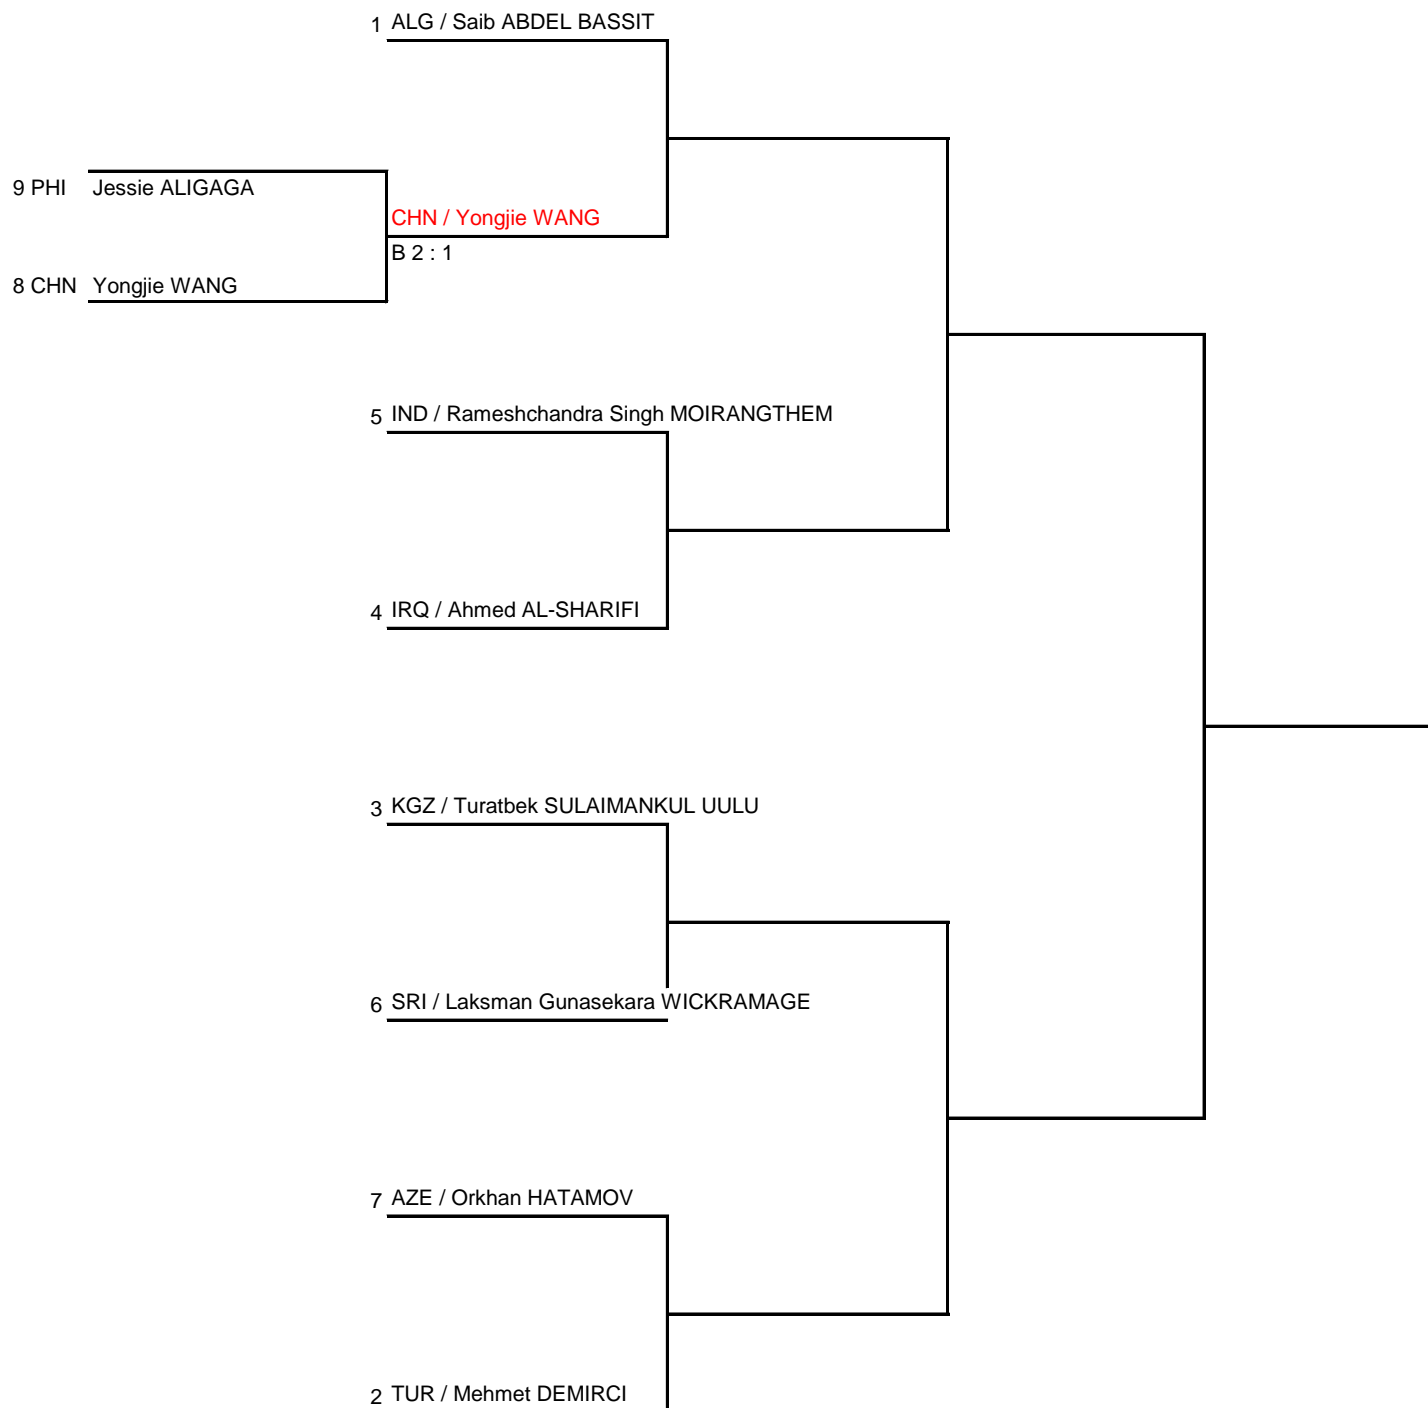 1 ALG / Saib ABDEL BASSIT
9 PHI Jessie ALIGAGA
CHN / Yongjie WANG
B 2 : 1
8 CHN Yongjie WANG
5 IND / Rameshchandra Singh MOIRANGTHEM
4 IRQ / Ahmed AL-SHARIFI
3 KGZ / Turatbek SULAIMANKUL UULU
6 SRI / Laksman Gunasekara WICKRAMAGE
7 AZE / Orkhan HATAMOV
2 TUR / Mehmet DEMIRCI